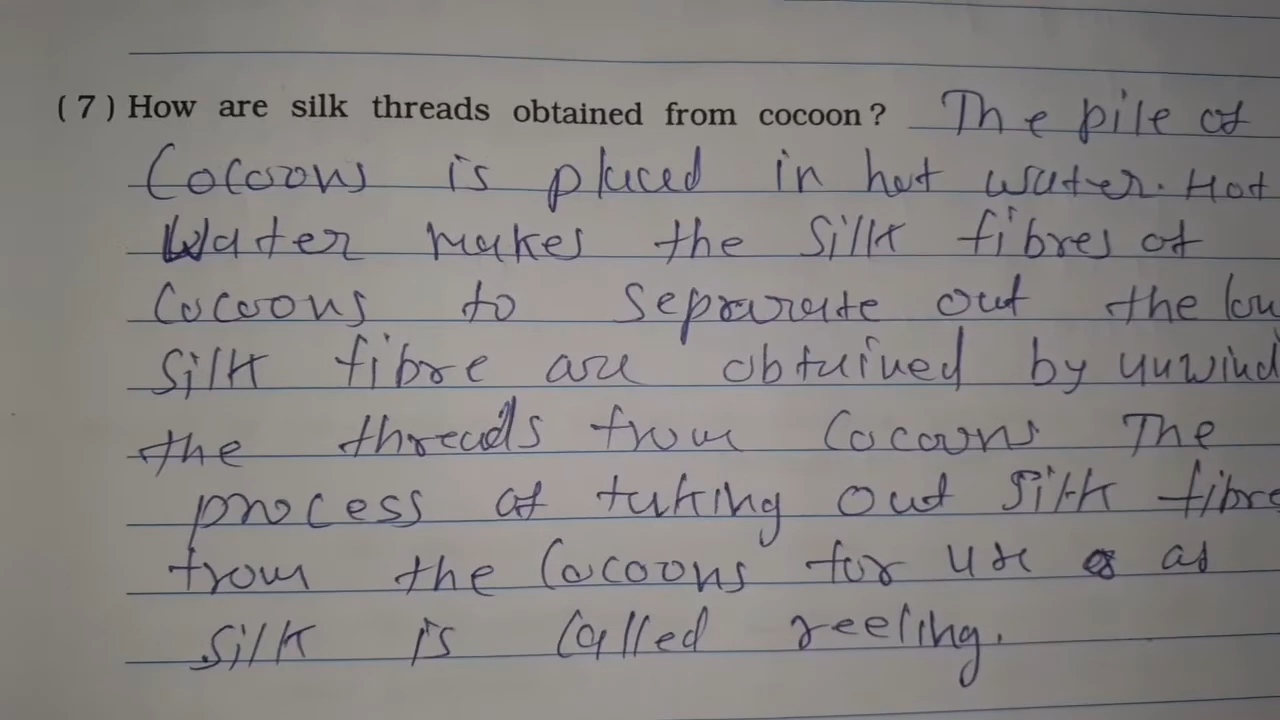 (7) How are silk threads obtained from cocoon? The pile of
Cocoons is placed in hot water. Hot
Water makes the silk fibres of
Cocoons to separate out the
silk fibre are obtained by unwind
the threads from Cocoons The
process of taking out silk fibre
from the Cocoons for use as
silk is called reeling.